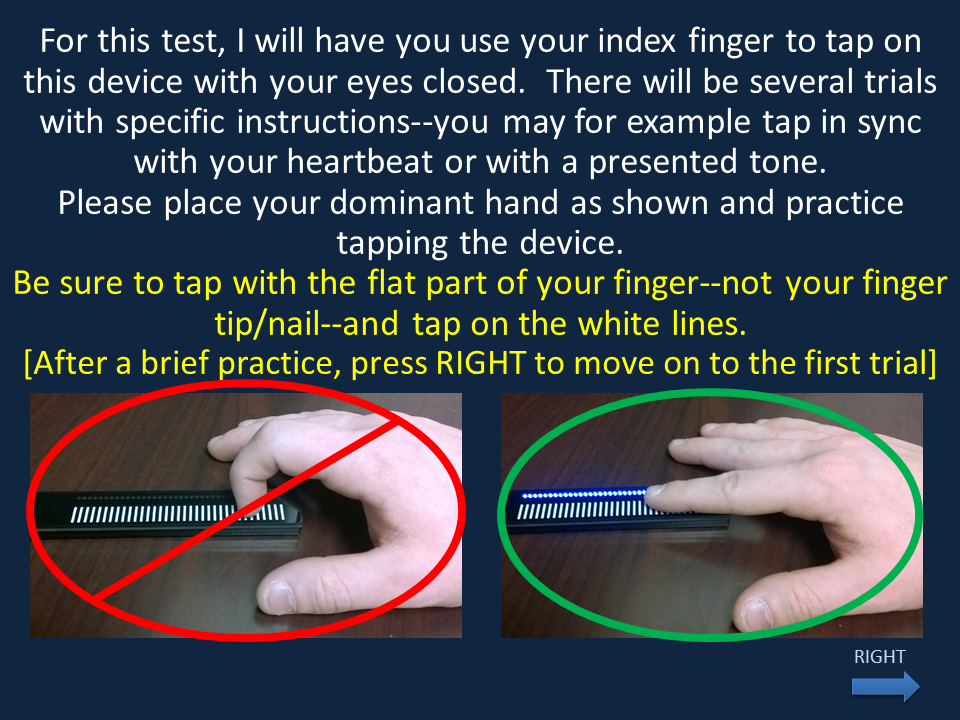 For this test, I will have you use your index finger to tap on
this device with your eyes closed.  There will be several trials
with specific instructions--you may for example tap in sync
with your heartbeat or with a presented tone.
Please place your dominant hand as shown and practice
tapping the device.
Be sure to tap with the flat part of your finger--not your finger
tip/nail--and tap on the white lines.
[After a brief practice, press RIGHT to move on to the first trial]
RIGHT